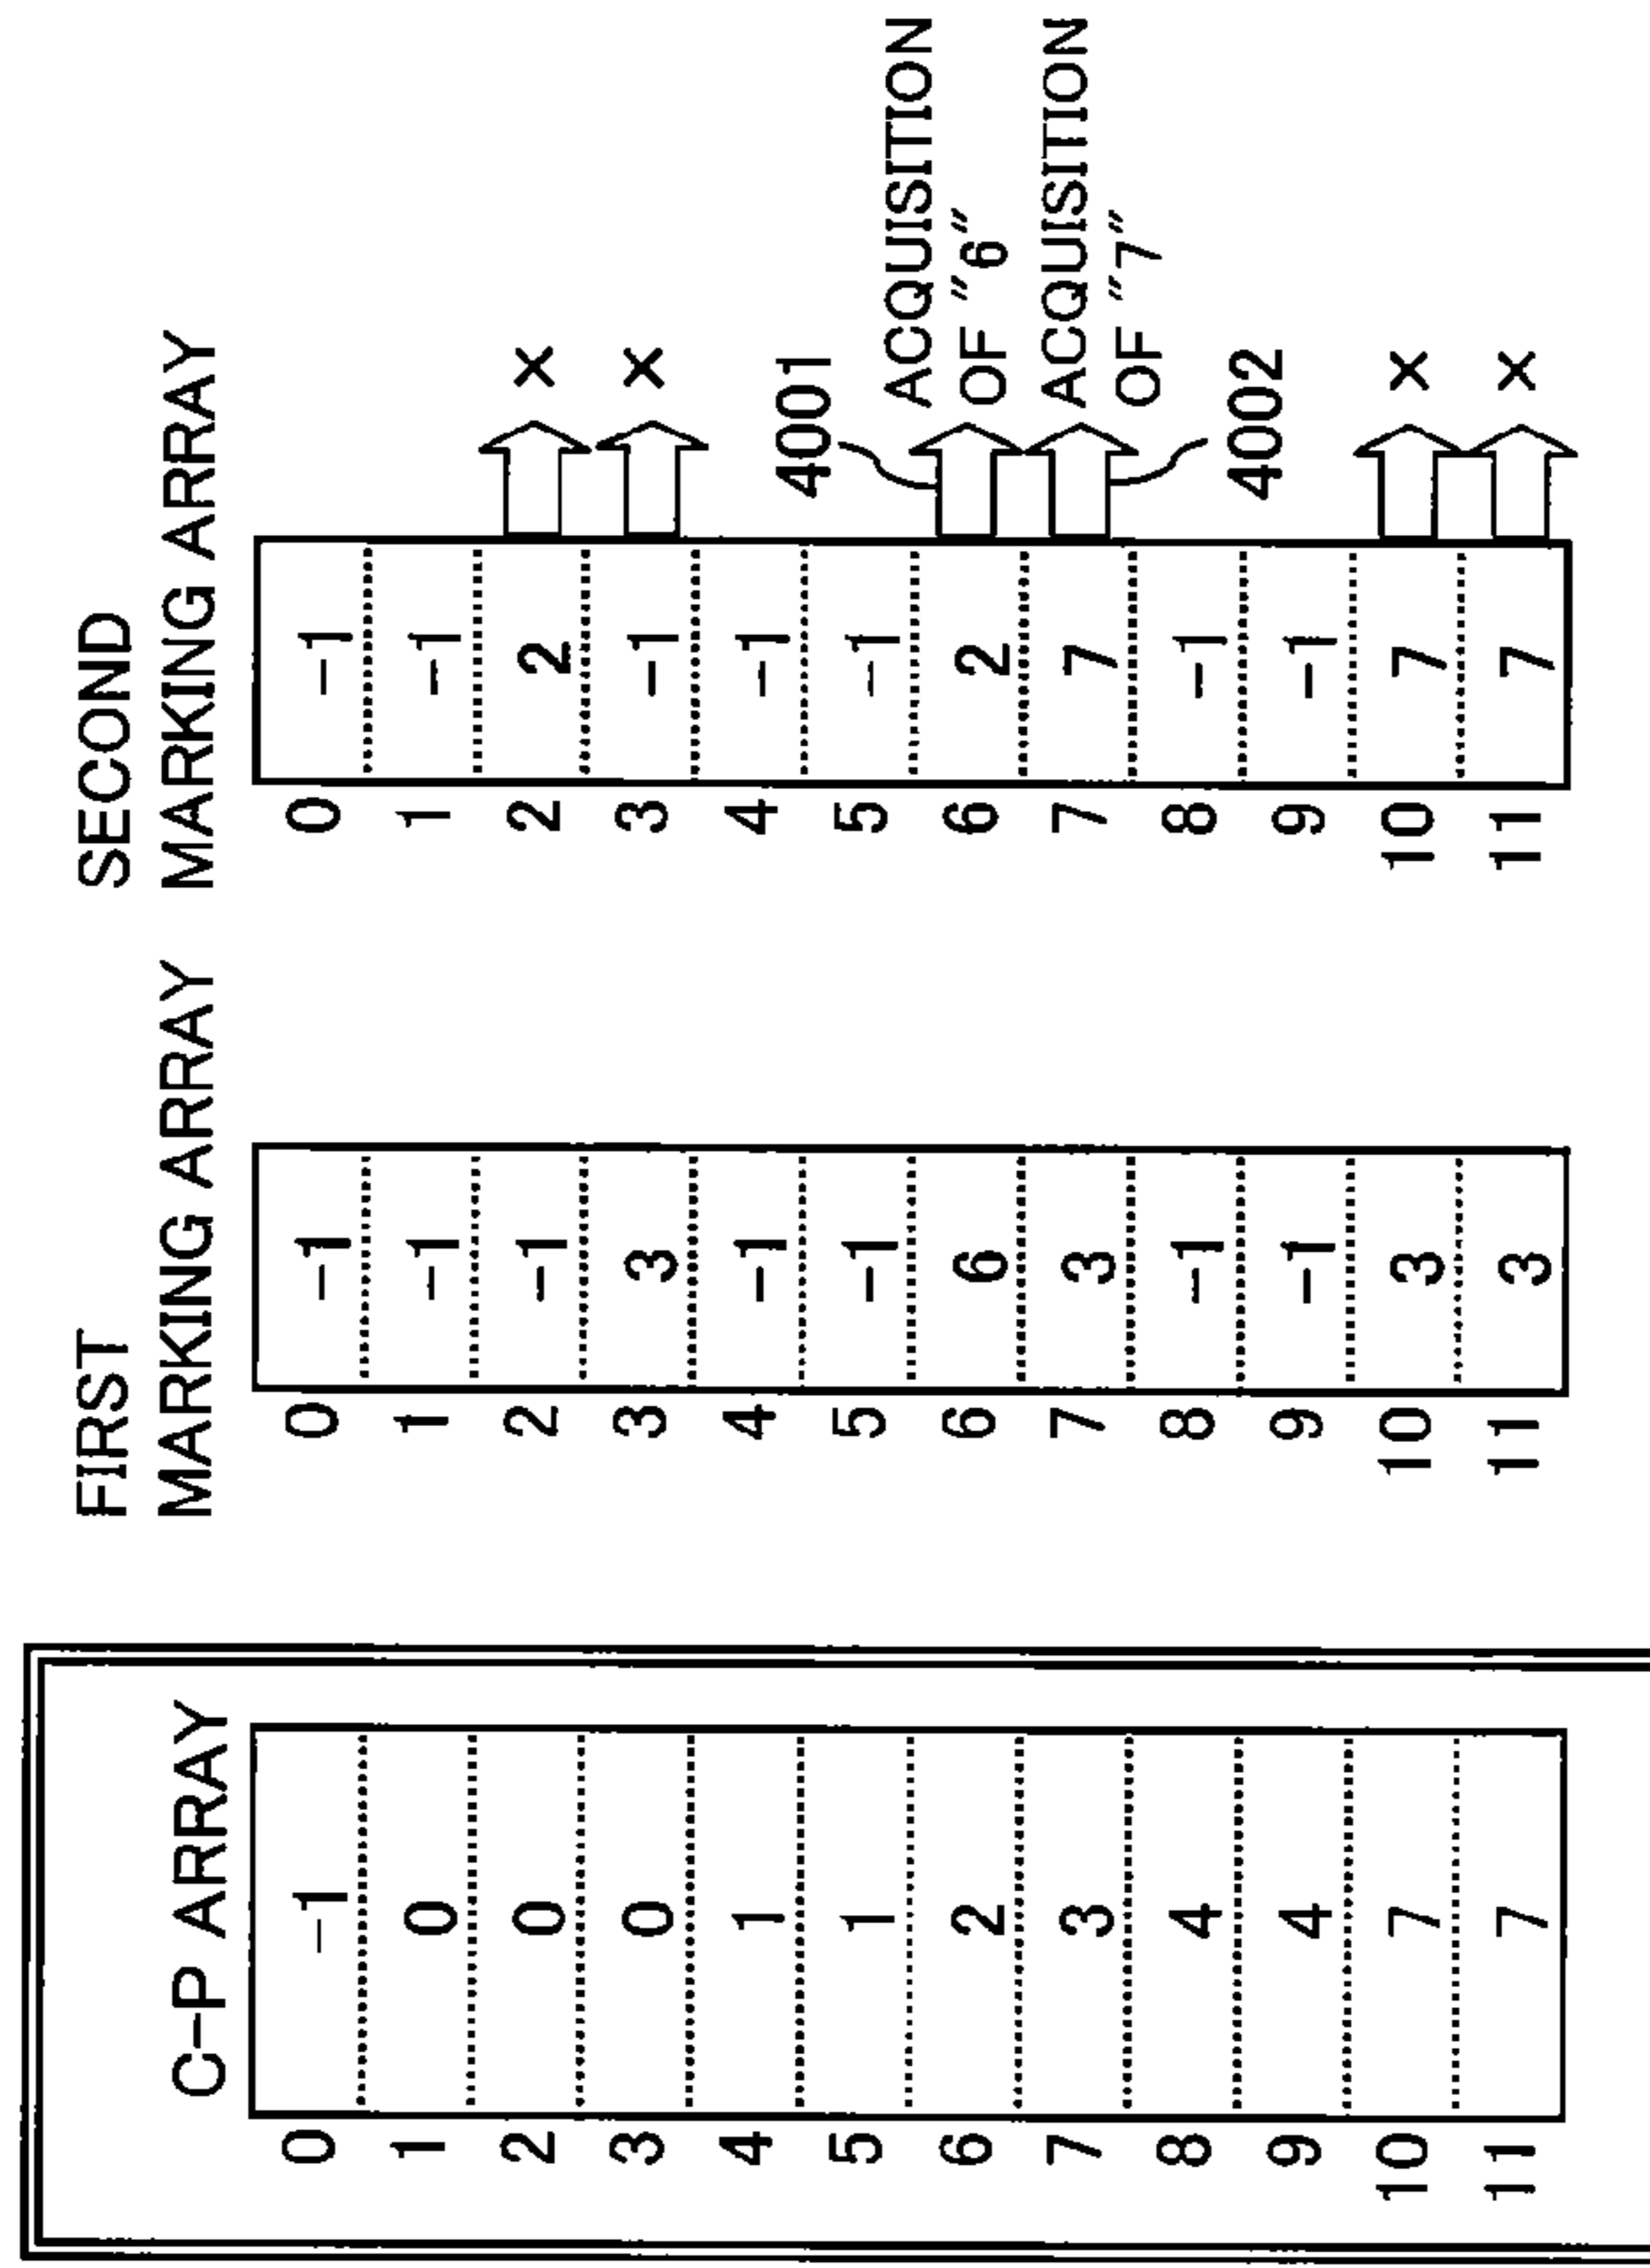 C-P ARRAY
0 -1
1 0
2 0
3 0
4 1
5 1
6 2
7 3
8 4
9 4
10 7
11 7
FIRST
MARKING ARRAY
0 -1
1 -1
2 -1
3 3
4 -1
5 -1
6 6
7 3
8 -1
9 -1
10 3
11 3
SECOND
MARKING ARRAY
0 -1
1 -1
2 2 ×
3 -1 ×
4 -1
4001
5 -1
6 2 ACQUISITION
OF "6"
7 7 ACQUISITION
OF "7"
8 -1
4002
9 -1
10 7 ×
11 7 ×